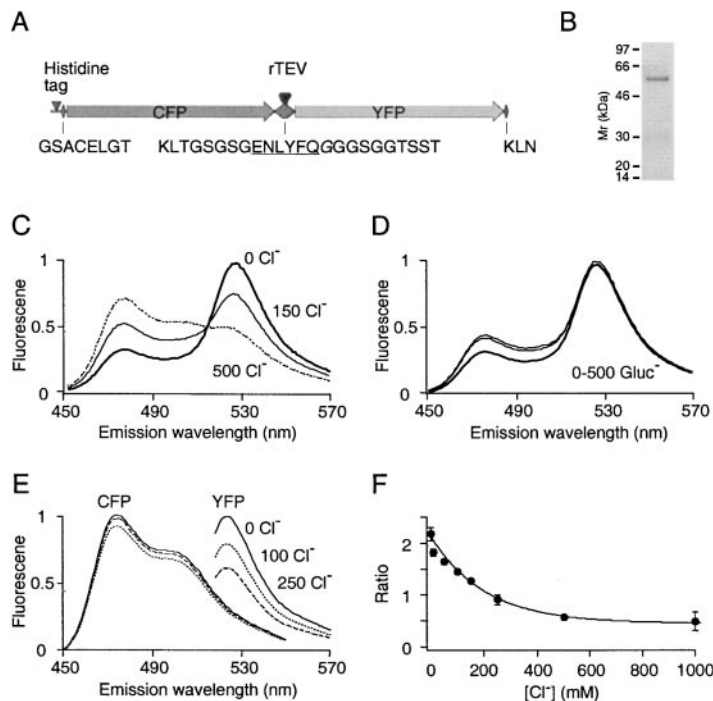 A
Histidine tag
rTEV
CFP
YFP
GSACELGT KLTGSGSGENLYFQGGGSGGTSST KLN
B
Mr (kDa)
97
66
46
30
20
14
C
Fluorescene
1
0.5
0
0 Cl⁻
150 Cl⁻
500 Cl⁻
450 490 530 570
Emission wavelength (nm)
D
Fluorescene
1
0.5
0
0-500 Gluc⁻
450 490 530 570
Emission wavelength (nm)
E
CFP
YFP
Fluorescene
1
0.5
0
0 Cl⁻
100 Cl⁻
250 Cl⁻
450 490 530 570
Emission wavelength (nm)
F
Ratio
2
1
0
0 200 400 600 800 1000
[Cl⁻] (mM)